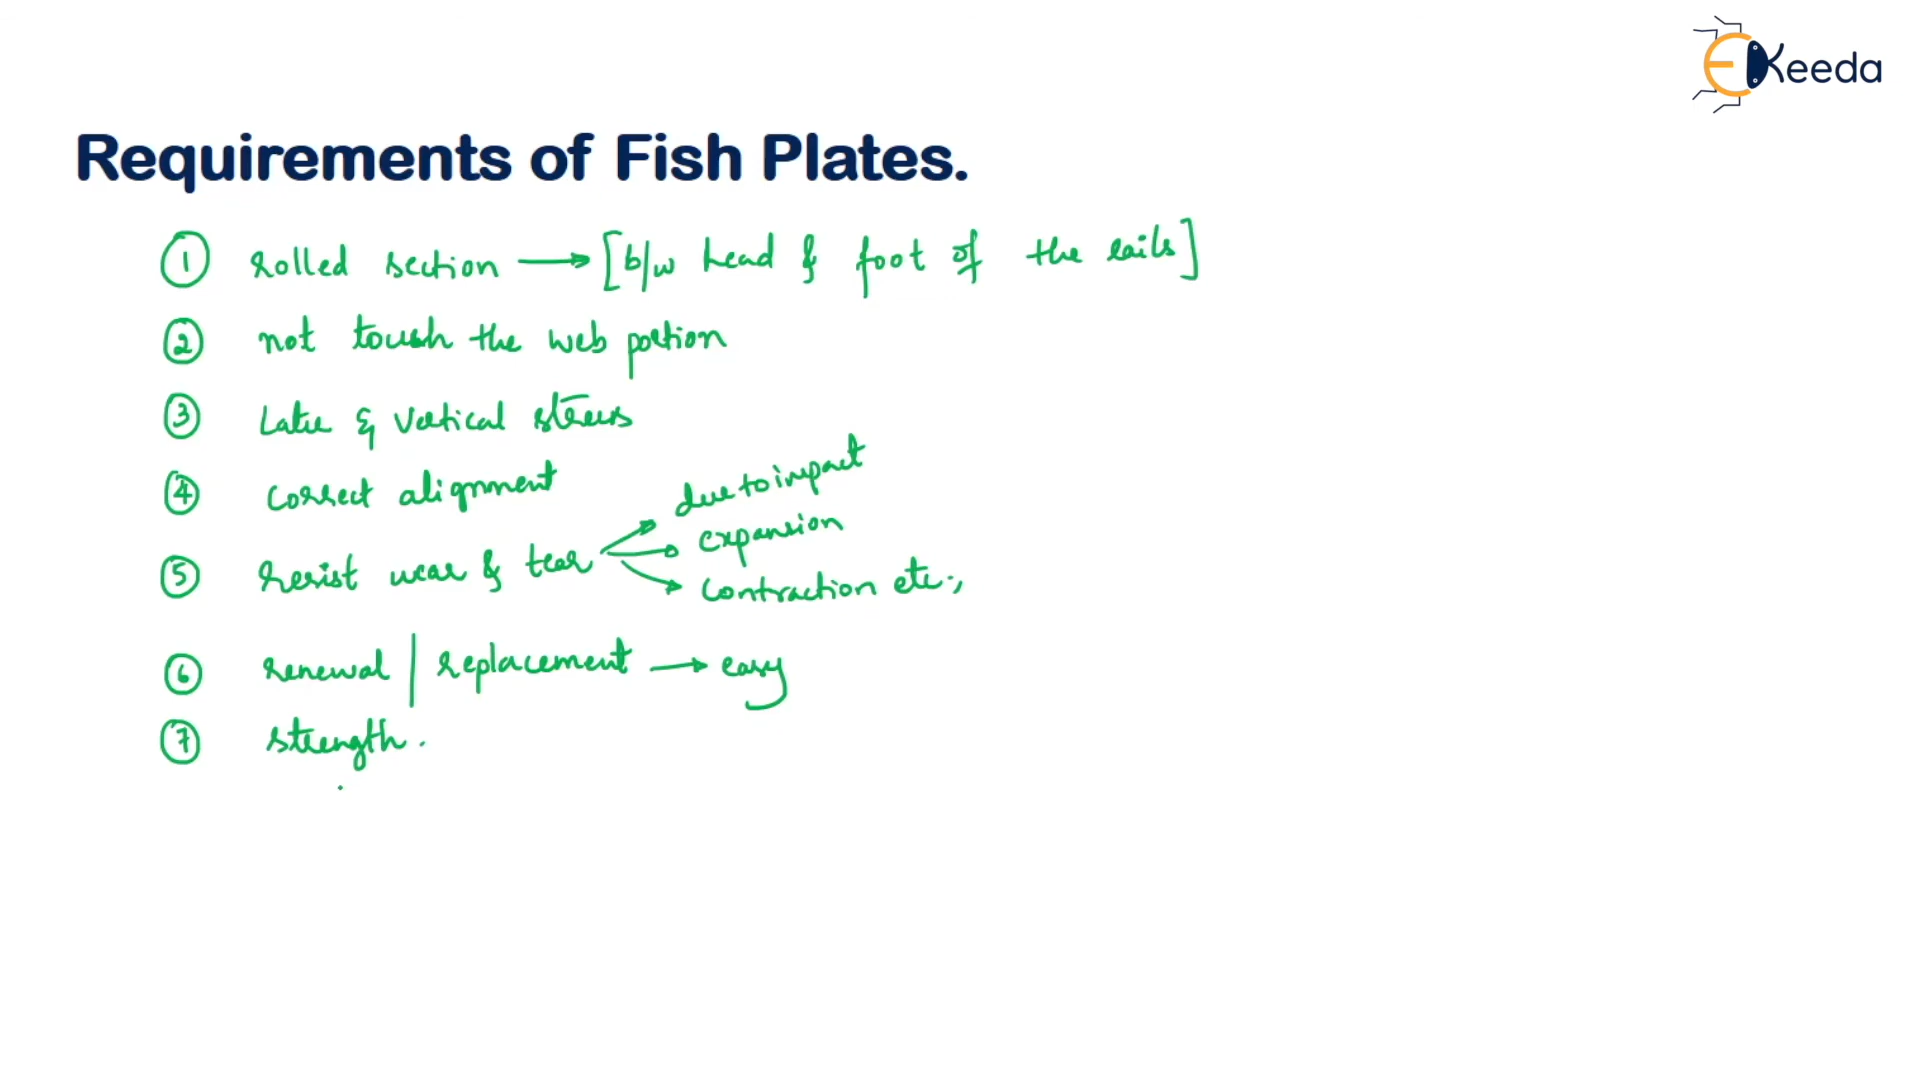 EKeeda
Requirements of Fish Plates.
1 rolled section → [b/w head & foot of the rails]
2 not touch the web portion
3 & vertical stress
4 correct alignment
due to impact
expansion
5 Resist wear & tear
contraction etc.,
6 renewal | replacement → easy
7 strength.